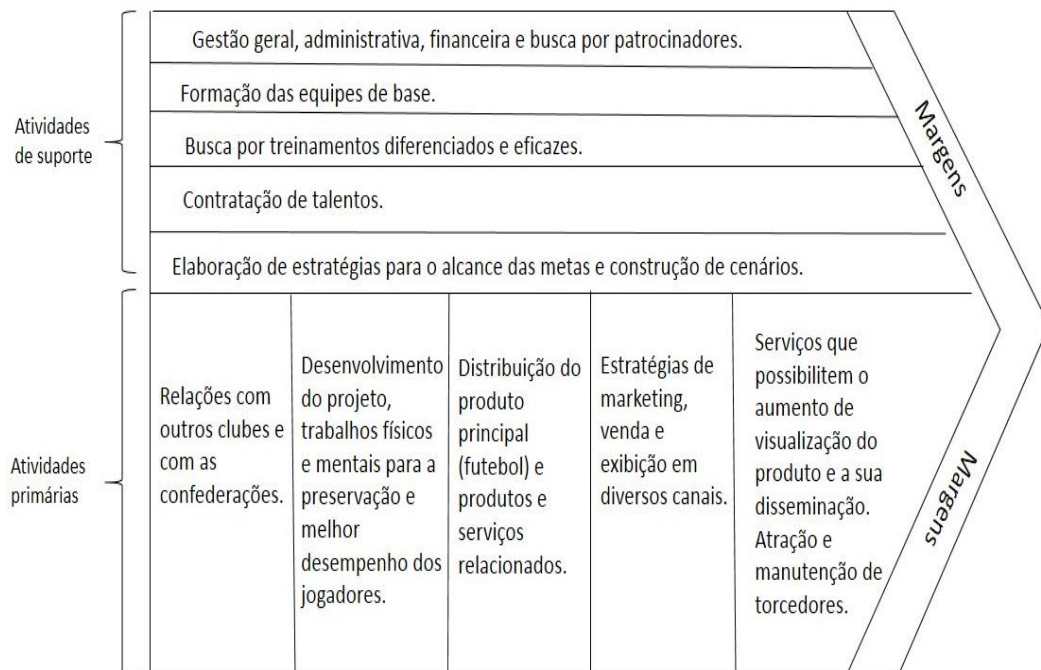 Gestão geral, administrativa, financeira e busca por patrocinadores.
Formação das equipes de base.
Atividades
de suporte
Busca por treinamentos diferenciados e eficazes.
Contratação de talentos.
Elaboração de estratégias para o alcance das metas e construção de cenários.
Margens
Atividades
primárias
Relações com
outros clubes e
com as
confederações.
Desenvolvimento
do projeto,
trabalhos físicos
e mentais para a
preservação e
melhor
desempenho dos
jogadores.
Distribuição do
produto
principal
(futebol) e
produtos e
serviços
relacionados.
Estratégias de
marketing,
venda e
exibição em
diversos canais.
Serviços que
possibilitem o
aumento de
visualização do
produto e a sua
disseminação.
Atração e
manutenção de
torcedores.
Margens